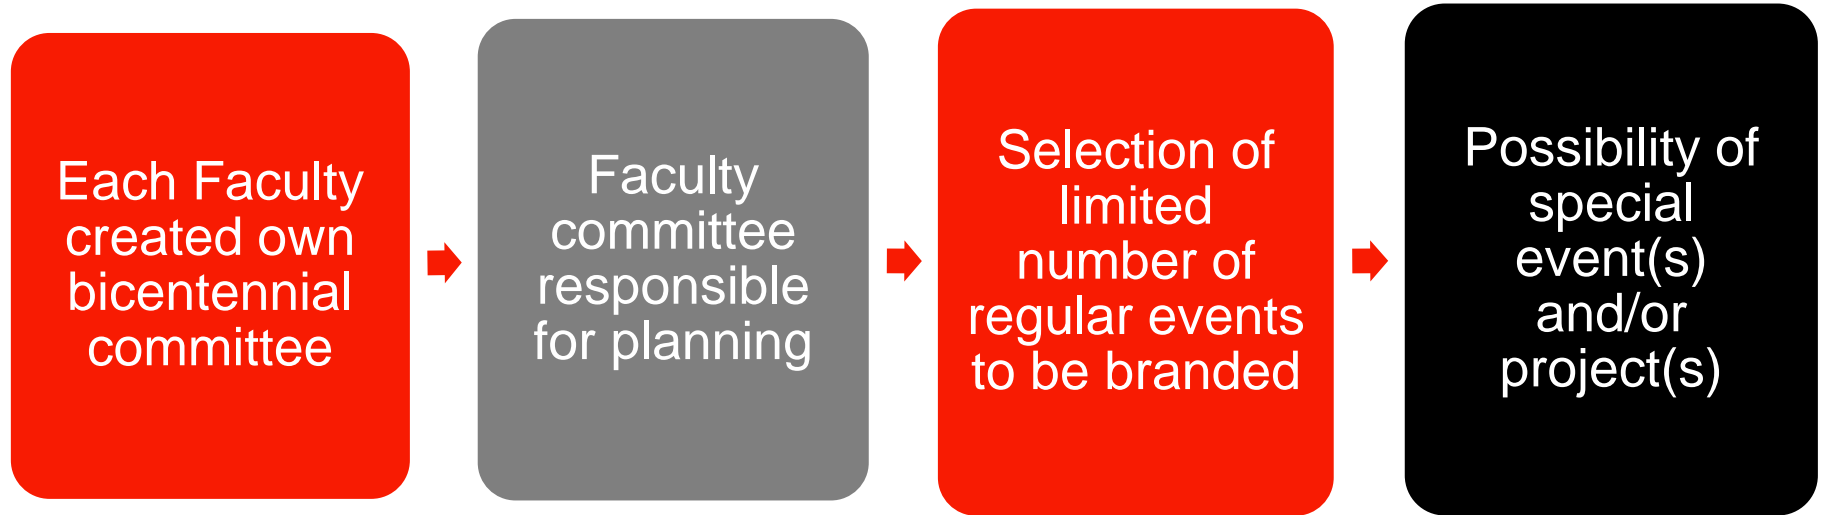 Each Faculty
created own
bicentennial
committee
Faculty
committee
responsible
for planning
Selection of
limited
number of
regular events
to be branded
Possibility of
special
event(s)
and/or
project(s)